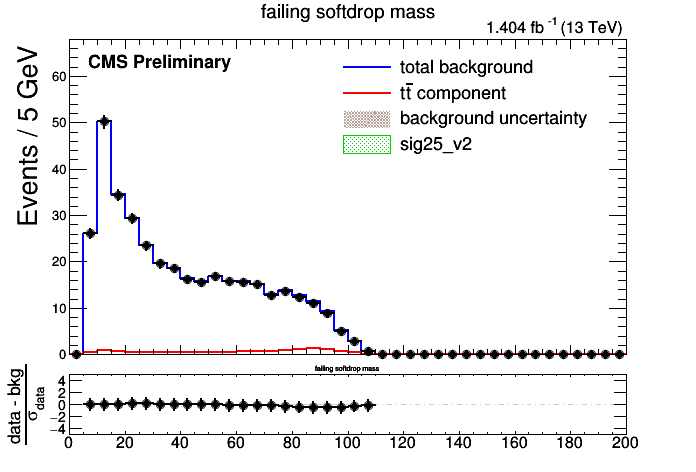 failing softdrop mass
1.404 fb⁻¹ (13 TeV)
CMS Preliminary
total background
tt̄ component
background uncertainty
sig25_v2
Events / 5 GeV
60
50
40
30
20
10
0
failing softdrop mass
data - bkg
σ data
4
2
0
−2
−4
0 20 40 60 80 100 120 140 160 180 200